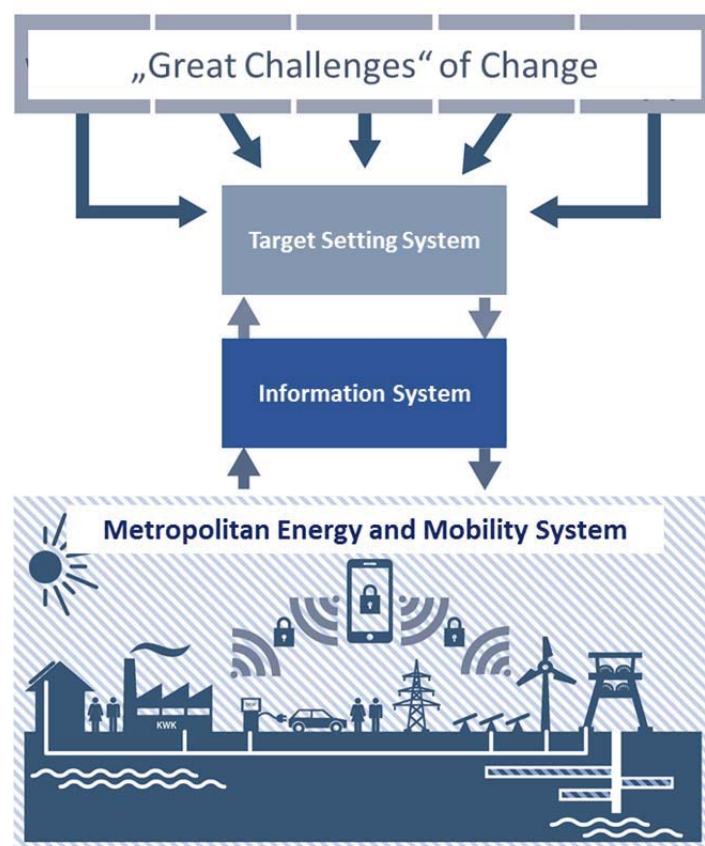 „Great Challenges“ of Change
Target Setting System
Information System
Metropolitan Energy and Mobility System
KWK